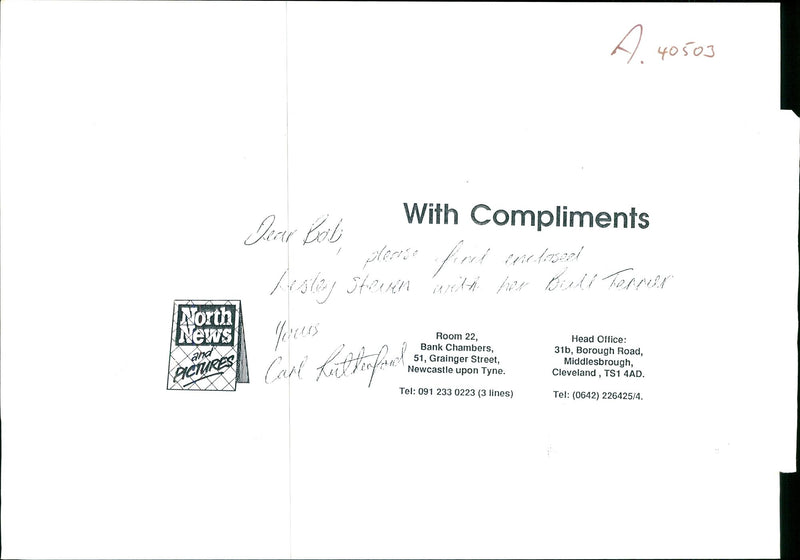 A. 40503
With Compliments
Dear Bob,
please find enclosed
Lesley Steven with her Bull Terrier
Yours
Carl Rutherford
North
News
and
PICTURES
Room 22,
Bank Chambers,
51, Grainger Street,
Newcastle upon Tyne.
Tel: 091 233 0223 (3 lines)
Head Office:
31b, Borough Road,
Middlesbrough,
Cleveland , TS1 4AD.
Tel: (0642) 226425/4.